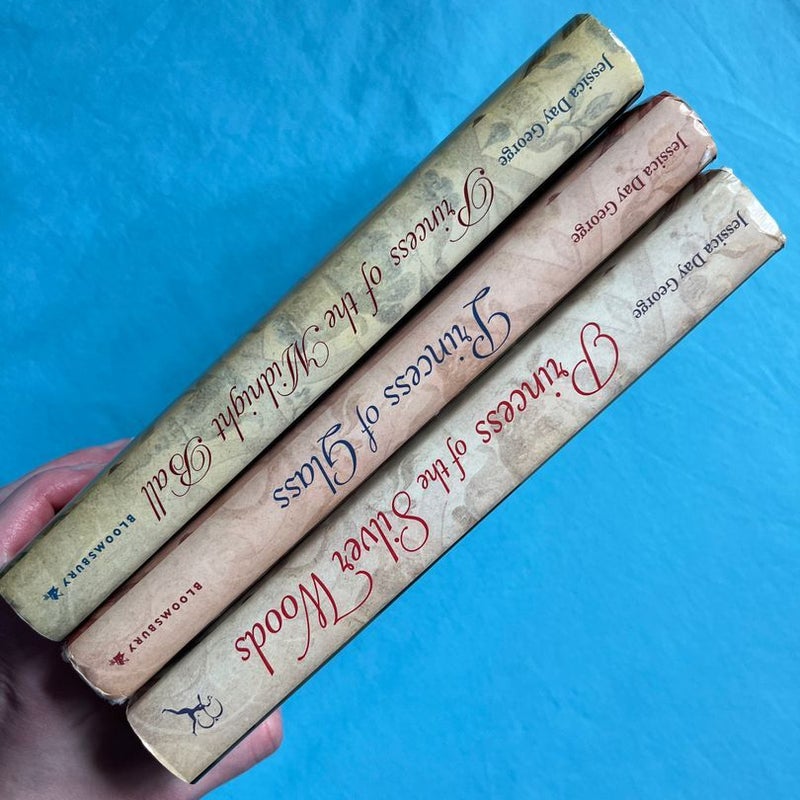 Jessica Day George
Princess of the Midnight Ball
BLOOMSBURY
Jessica Day George
Princess of Glass
BLOOMSBURY
Jessica Day George
Princess of the Silver Woods